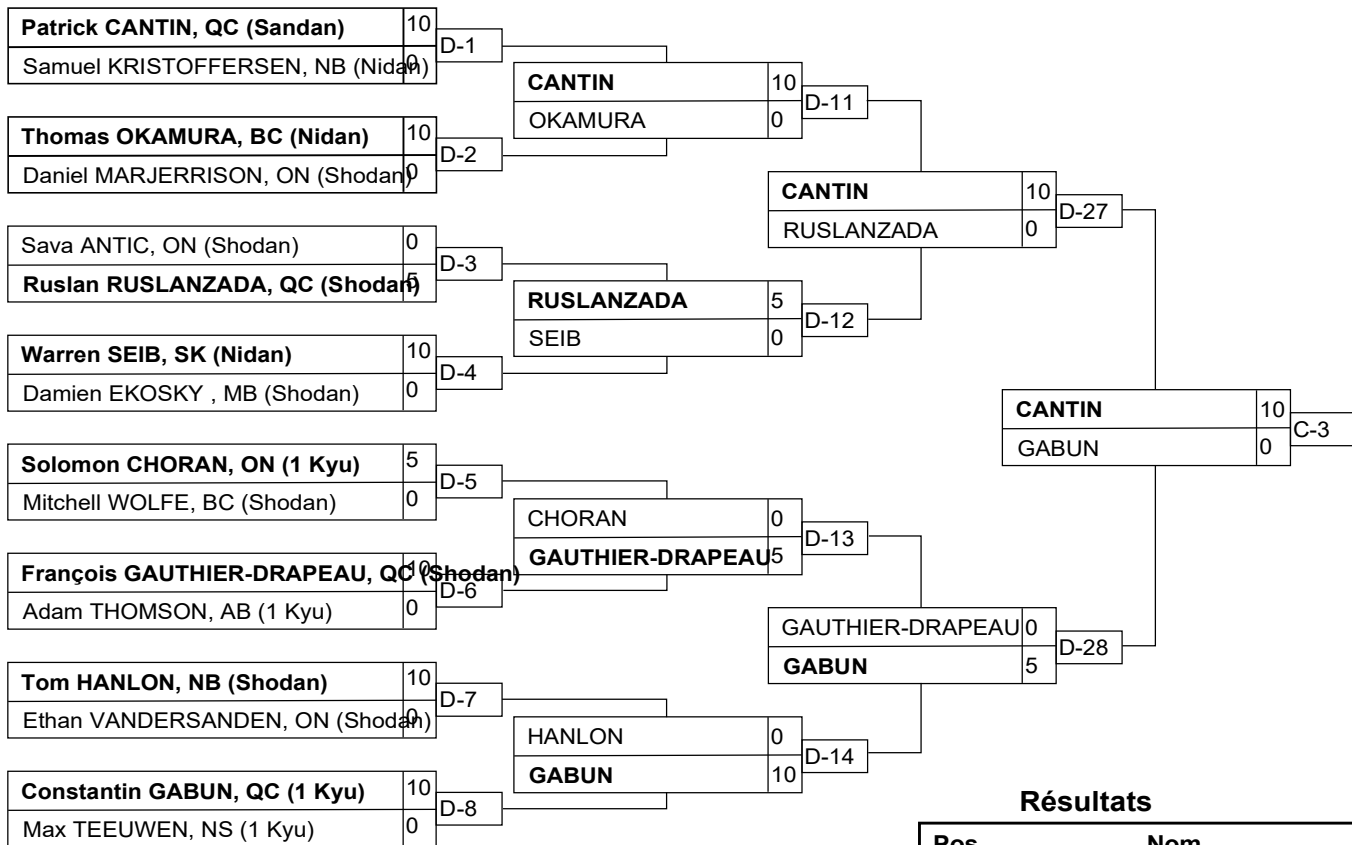 Patrick CANTIN, QC (Sandan) 10
Samuel KRISTOFFERSEN, NB (Nidan) 0
D-1
Thomas OKAMURA, BC (Nidan) 10
Daniel MARJERRISON, ON (Shodan) 0
D-2
Sava ANTIC, ON (Shodan) 0
Ruslan RUSLANZADA, QC (Shodan) 5
D-3
Warren SEIB, SK (Nidan) 10
Damien EKOSKY , MB (Shodan) 0
D-4
Solomon CHORAN, ON (1 Kyu) 5
Mitchell WOLFE, BC (Shodan) 0
D-5
François GAUTHIER-DRAPEAU, QC (Shodan) 10
Adam THOMSON, AB (1 Kyu) 0
D-6
Tom HANLON, NB (Shodan) 10
Ethan VANDERSANDEN, ON (Shodan) 0
D-7
Constantin GABUN, QC (1 Kyu) 10
Max TEEUWEN, NS (1 Kyu) 0
D-8
CANTIN 10
OKAMURA 0
D-11
RUSLANZADA 5
SEIB 0
D-12
CHORAN 0
GAUTHIER-DRAPEAU 5
D-13
HANLON 0
GABUN 10
D-14
CANTIN 10
RUSLANZADA 0
D-27
GAUTHIER-DRAPEAU 0
GABUN 5
D-28
CANTIN 10
GABUN 0
C-3
Résultats
Pos Nom